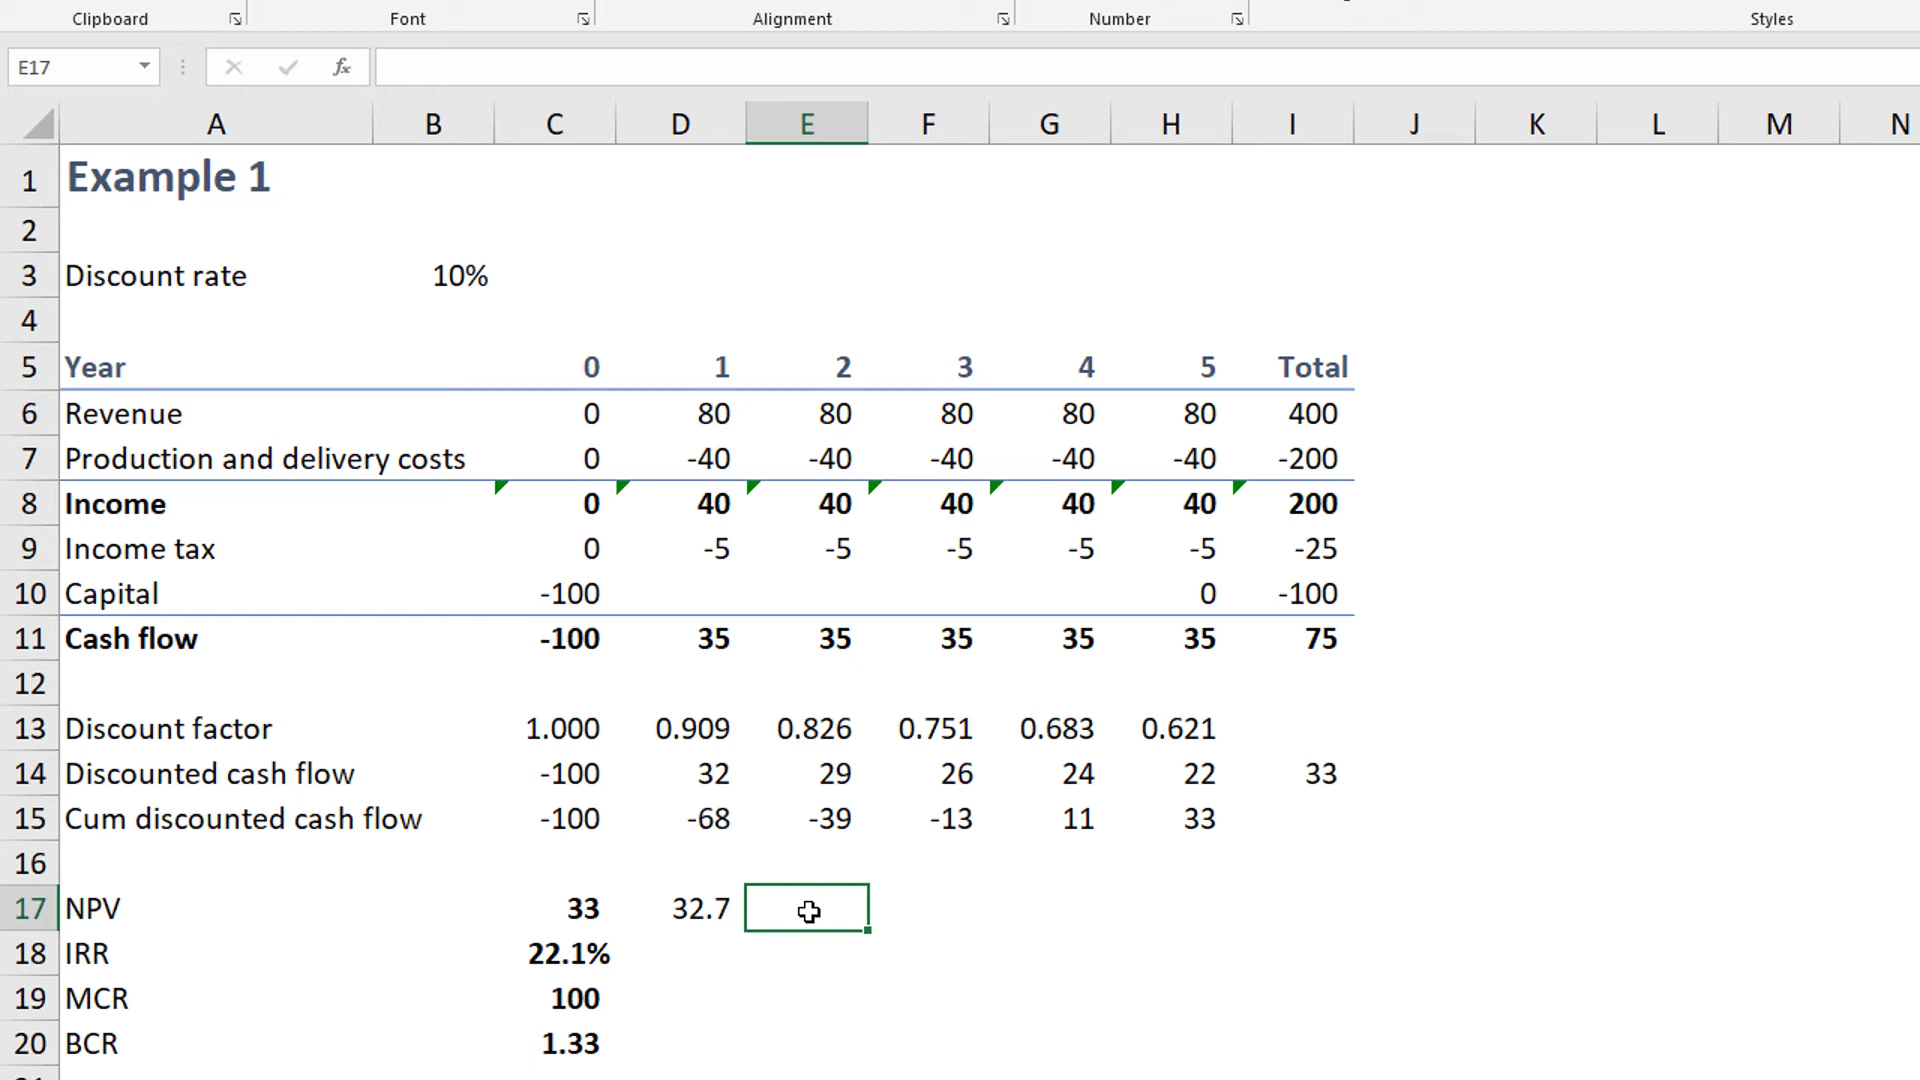 Clipboard Font Alignment Number Styles
E17 fx
A B C D E F G H I J K L M N
1 Example 1
2
3 Discount rate 10%
4
5 Year 0 1 2 3 4 5 Total
6 Revenue 0 80 80 80 80 80 400
7 Production and delivery costs 0 -40 -40 -40 -40 -40 -200
8 Income 0 40 40 40 40 40 200
9 Income tax 0 -5 -5 -5 -5 -5 -25
10 Capital -100 0 -100
11 Cash flow -100 35 35 35 35 35 75
12
13 Discount factor 1.000 0.909 0.826 0.751 0.683 0.621
14 Discounted cash flow -100 32 29 26 24 22 33
15 Cum discounted cash flow -100 -68 -39 -13 11 33
16
17 NPV 33 32.7
18 IRR 22.1%
19 MCR 100
20 BCR 1.33